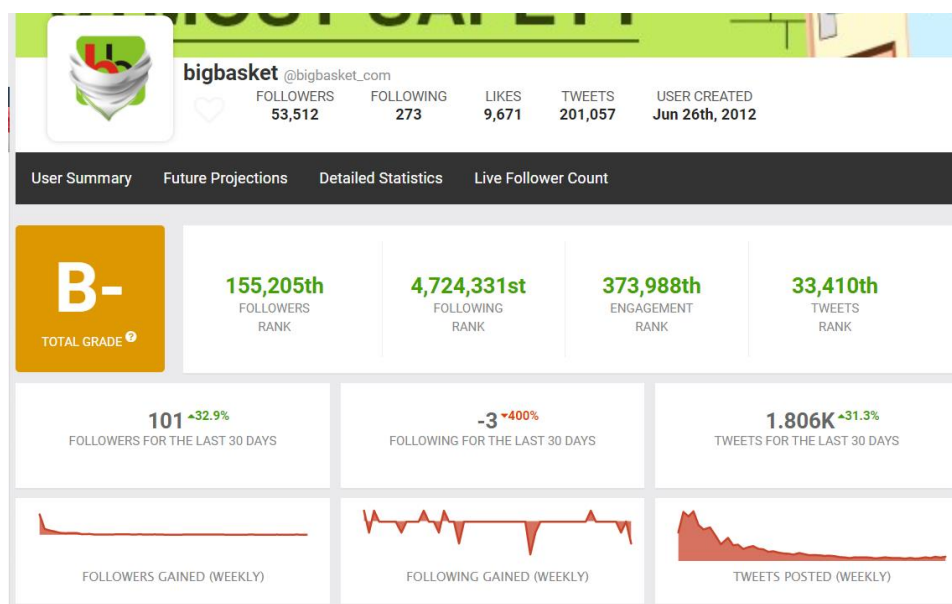 MOST SAFETY
bigbasket @bigbasket_com
FOLLOWERS FOLLOWING LIKES TWEETS USER CREATED
53,512 273 9,671 201,057 Jun 26th, 2012
User Summary Future Projections Detailed Statistics Live Follower Count
B-
TOTAL GRADE ?
155,205th 4,724,331st 373,988th 33,410th
FOLLOWERS FOLLOWING ENGAGEMENT TWEETS
RANK RANK RANK RANK
101 32.9% -3 400% 1.806K 31.3%
FOLLOWERS FOR THE LAST 30 DAYS FOLLOWING FOR THE LAST 30 DAYS TWEETS FOR THE LAST 30 DAYS
FOLLOWERS GAINED (WEEKLY) FOLLOWING GAINED (WEEKLY) TWEETS POSTED (WEEKLY)